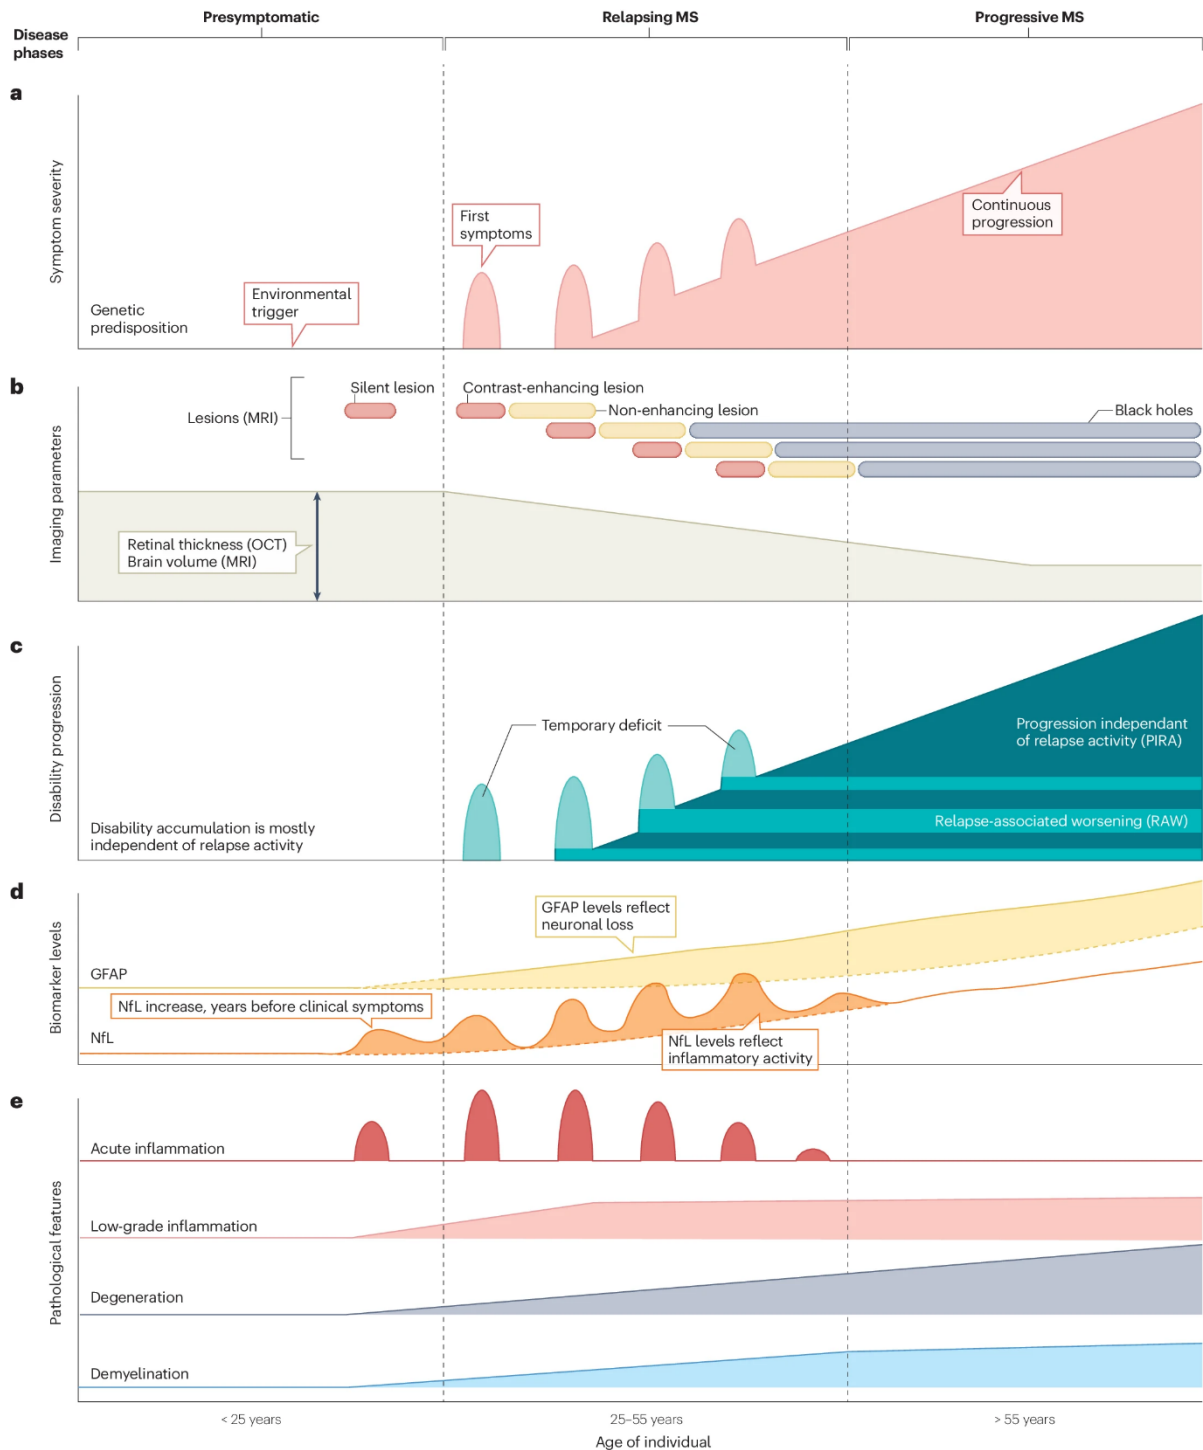 Presymptomatic
Relapsing MS
Progressive MS
Disease
phases
a
Symptom severity
First
symptoms
Continuous
progression
Environmental
trigger
Genetic
predisposition
b
Imaging parameters
Silent lesion
Contrast-enhancing lesion
Lesions (MRI)
Non-enhancing lesion
Black holes
Retinal thickness (OCT)
Brain volume (MRI)
c
Disability progression
Temporary deficit
Progression independant
of relapse activity (PIRA)
Disability accumulation is mostly
independent of relapse activity
Relapse-associated worsening (RAW)
d
Biomarker levels
GFAP levels reflect
neuronal loss
GFAP
NfL increase, years before clinical symptoms
NfL
NfL levels reflect
inflammatory activity
e
Pathological features
Acute inflammation
Low-grade inflammation
Degeneration
Demyelination
< 25 years
25–55 years
> 55 years
Age of individual